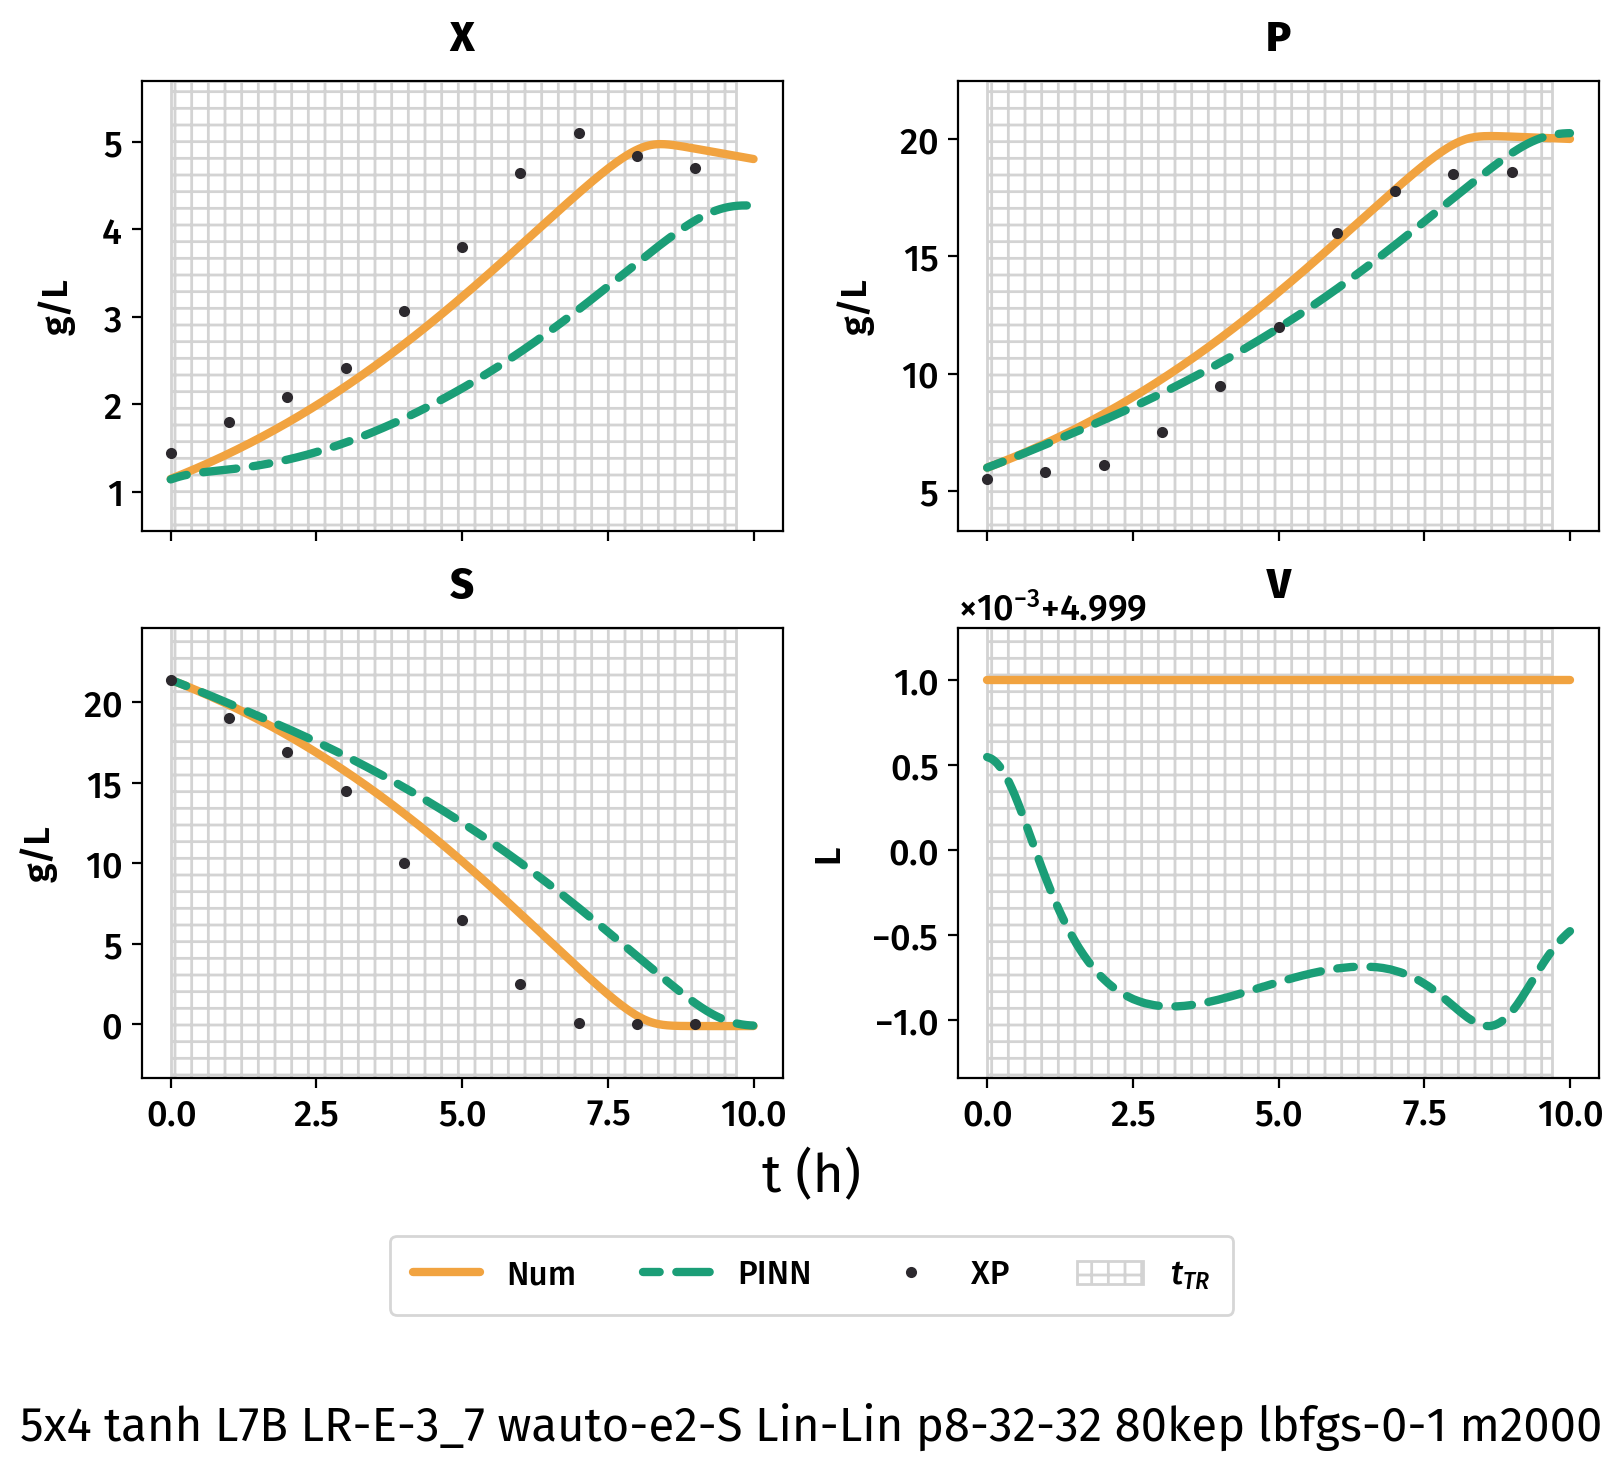 X
P
5
4
3
2
1
g/L
20
15
10
5
g/L
S
V
×10⁻³+4.999
20
15
10
5
0
g/L
1.0
0.5
0.0
−0.5
−1.0
L
0.0 2.5 5.0 7.5 10.0
0.0 2.5 5.0 7.5 10.0
t (h)
Num PINN XP t_TR
5x4 tanh L7B LR-E-3_7 wauto-e2-S Lin-Lin p8-32-32 80kep lbfgs-0-1 m2000